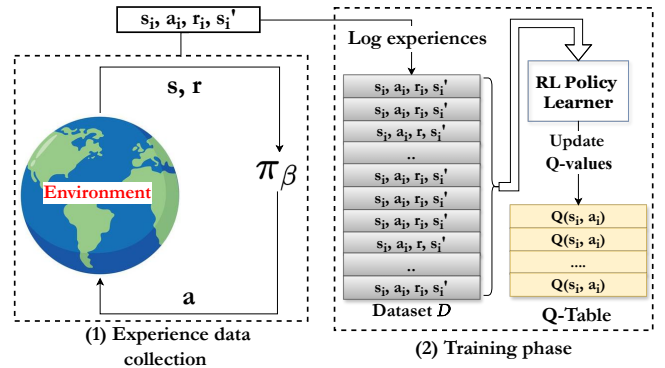 sᵢ, aᵢ, rᵢ, sᵢ'
s, r
Environment
π_β
a
(1) Experience data
collection
Log experiences
sᵢ, aᵢ, rᵢ, sᵢ'
sᵢ, aᵢ, rᵢ, sᵢ'
sᵢ, aᵢ, r, sᵢ'
..
sᵢ, aᵢ, rᵢ, sᵢ'
sᵢ, aᵢ, rᵢ, sᵢ'
sᵢ, aᵢ, rᵢ, sᵢ'
sᵢ, aᵢ, r, sᵢ'
..
sᵢ, aᵢ, rᵢ, sᵢ'
Dataset D
RL Policy
Learner
Update
Q-values
Q(sᵢ, aᵢ)
Q(sᵢ, aᵢ)
....
Q(sᵢ, aᵢ)
Q-Table
(2) Training phase